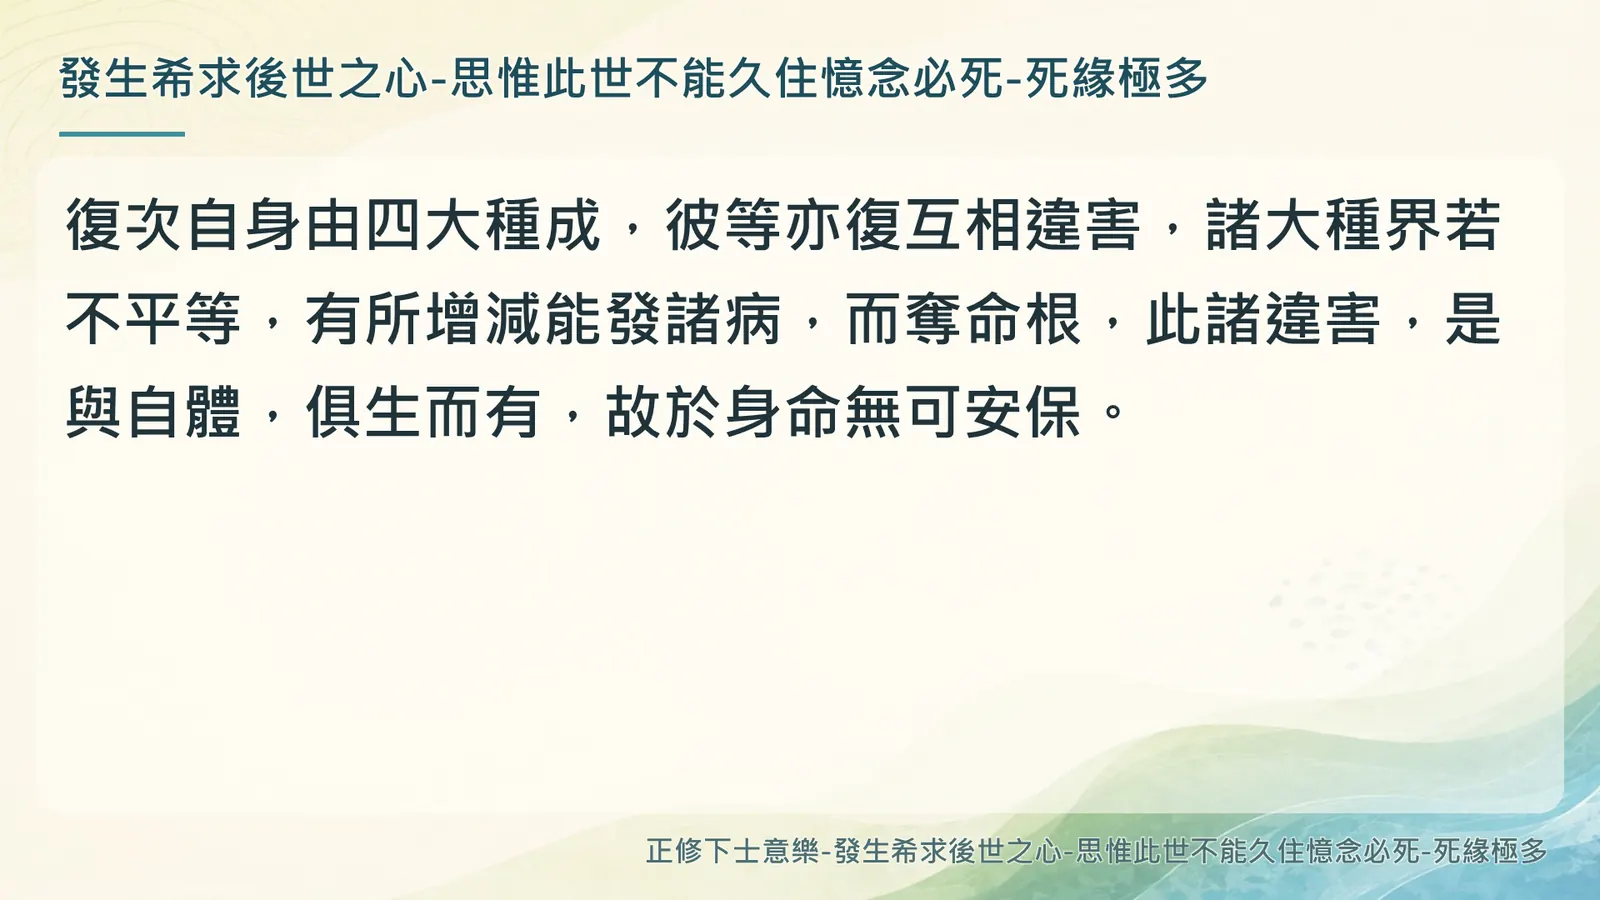 發生希求後世之心-思惟此世不能久住憶念必死-死緣極多
復次自身由四大種成，彼等亦復互相違害，諸大種界若
不平等，有所增減能發諸病，而奪命根，此諸違害，是
與自體，俱生而有，故於身命無可安保。
正修下士意樂-發生希求後世之心-思惟此世不能久住憶念必死-死緣極多